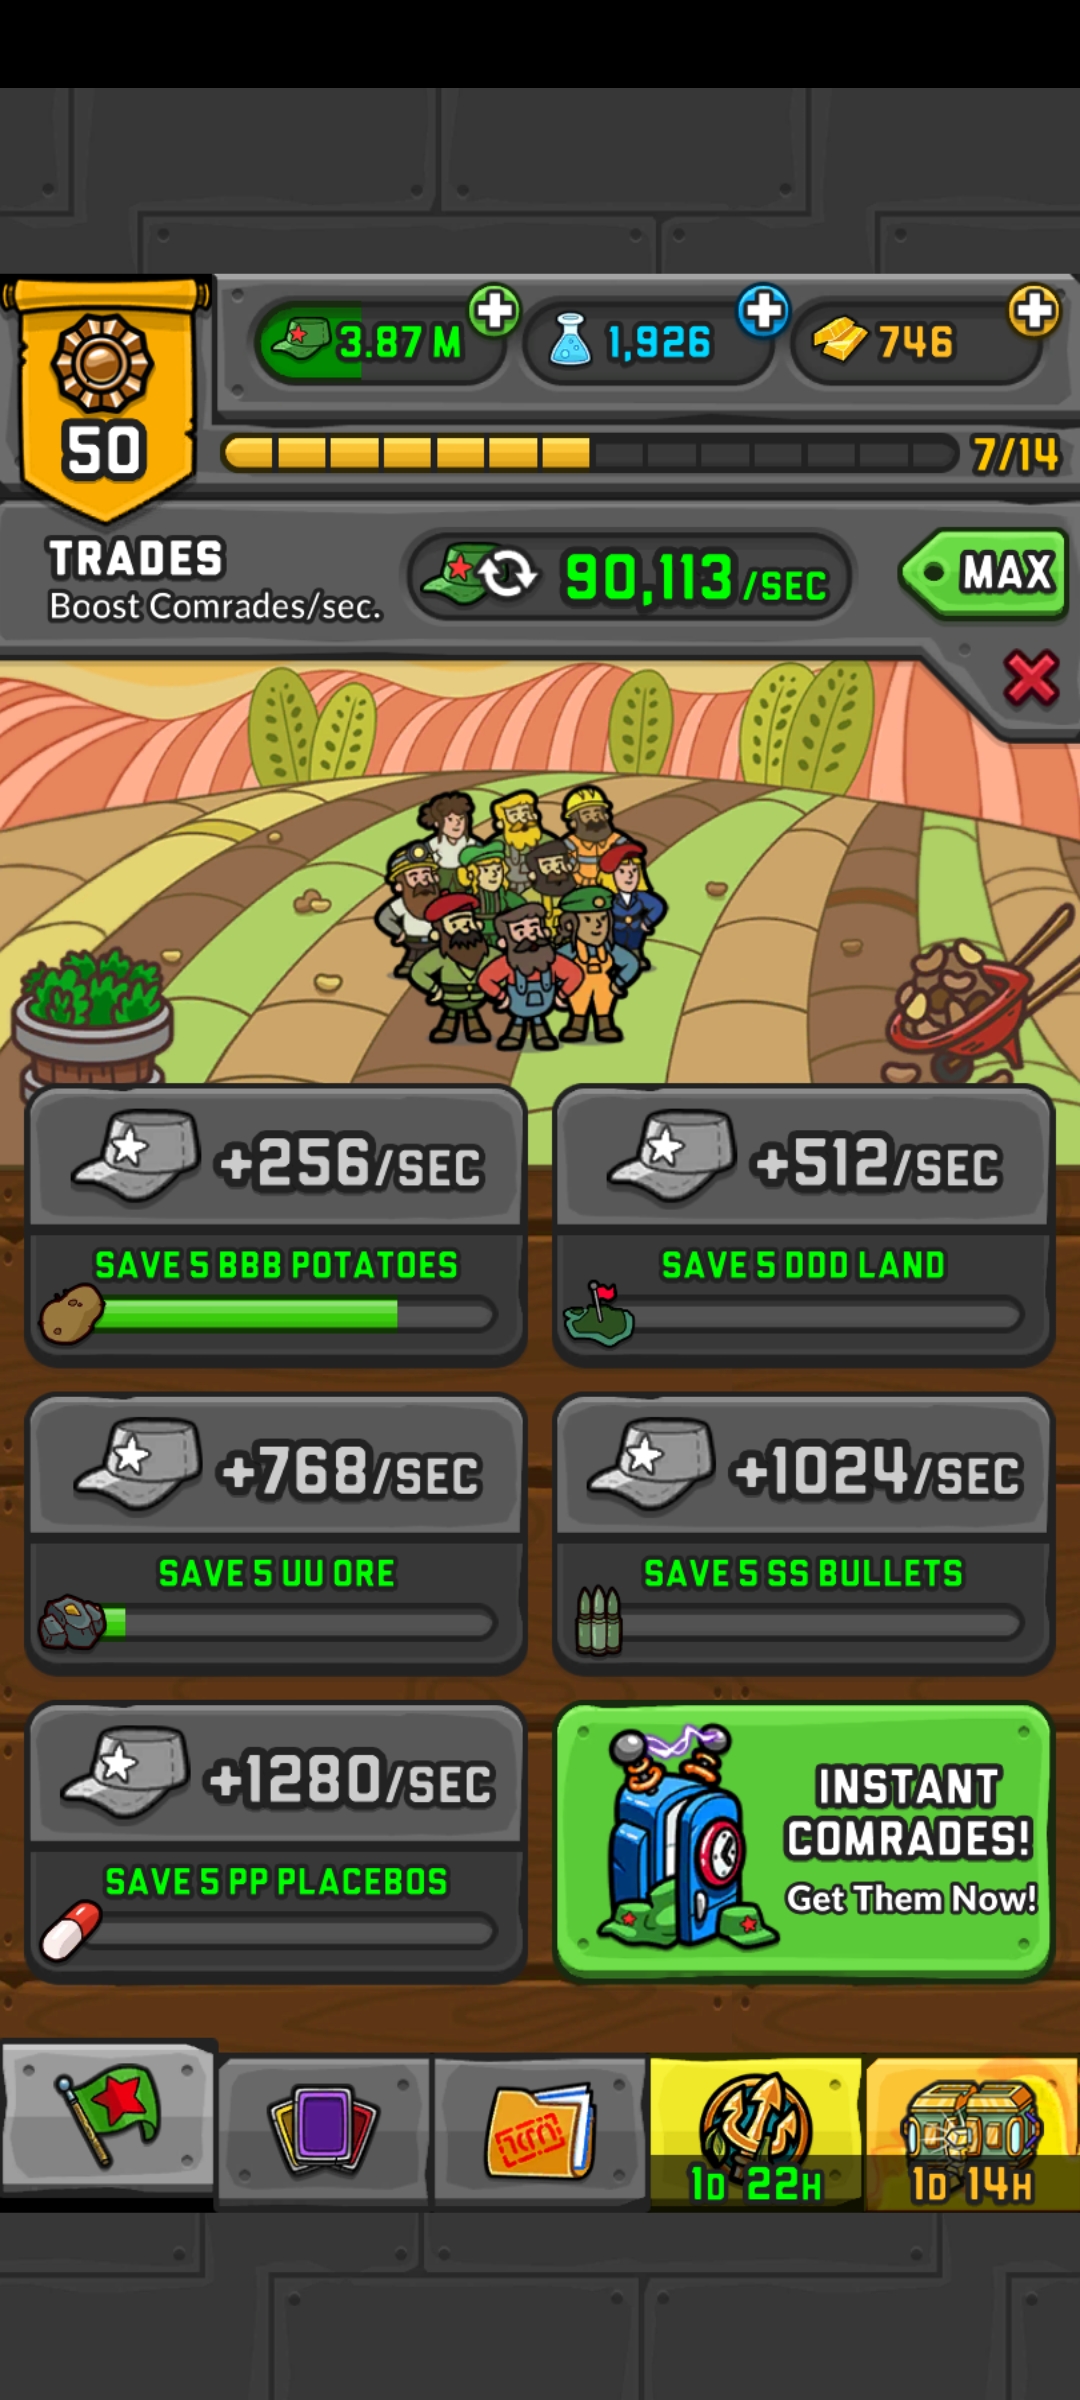 3.87 M
1,926
746
50
7/14
TRADES
Boost Comrades/sec.
90,113/SEC
MAX
+256/SEC
SAVE 5 BBB POTATOES
+512/SEC
SAVE 5 DDD LAND
+768/SEC
SAVE 5 UU ORE
+1024/SEC
SAVE 5 SS BULLETS
+1280/SEC
SAVE 5 PP PLACEBOS
INSTANT
COMRADES!
Get Them Now!
1D 22H
1D 14H